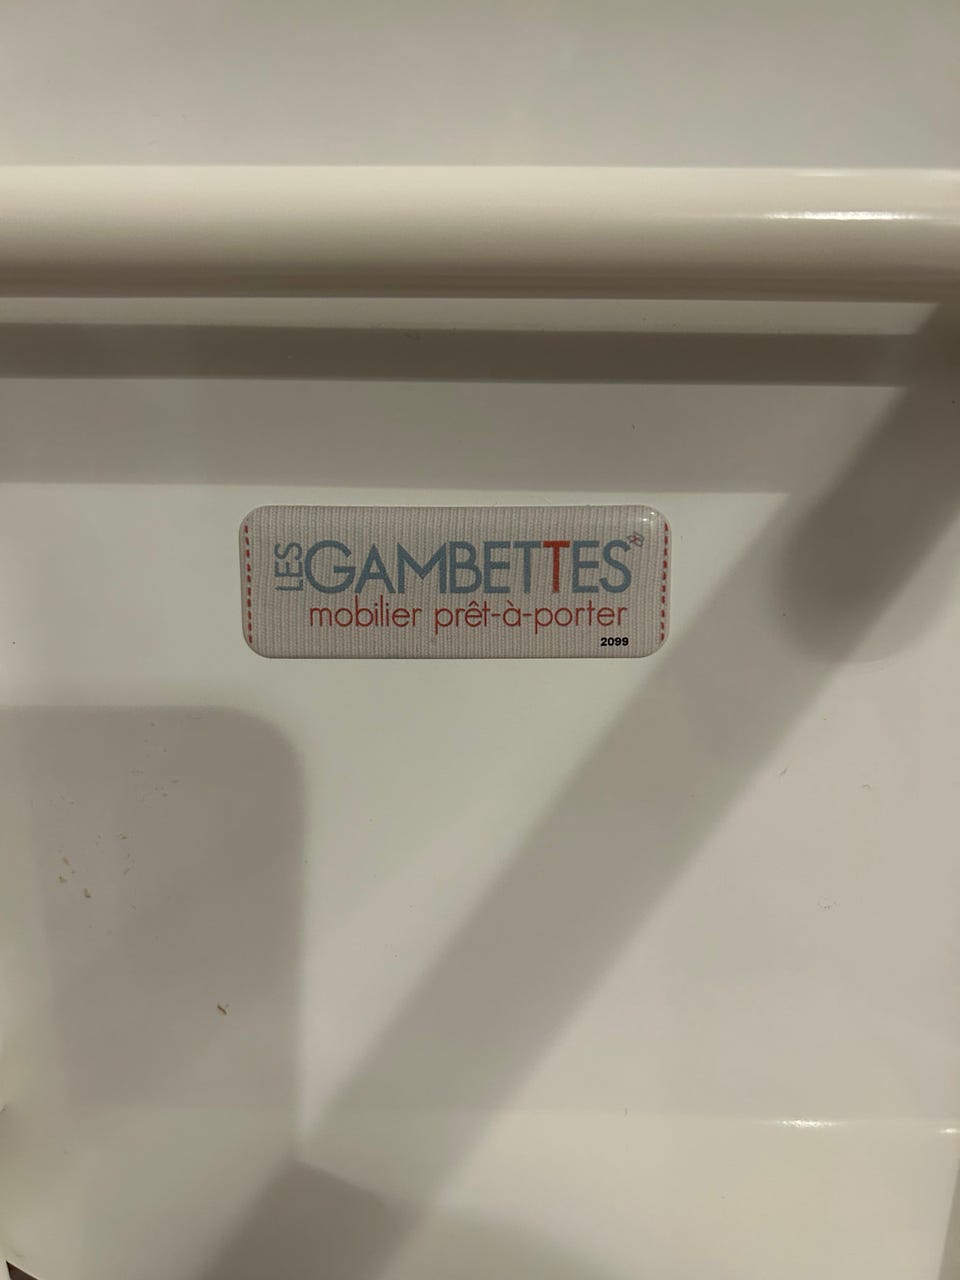 LES GAMBETTES
mobilier prêt-à-porter
2099